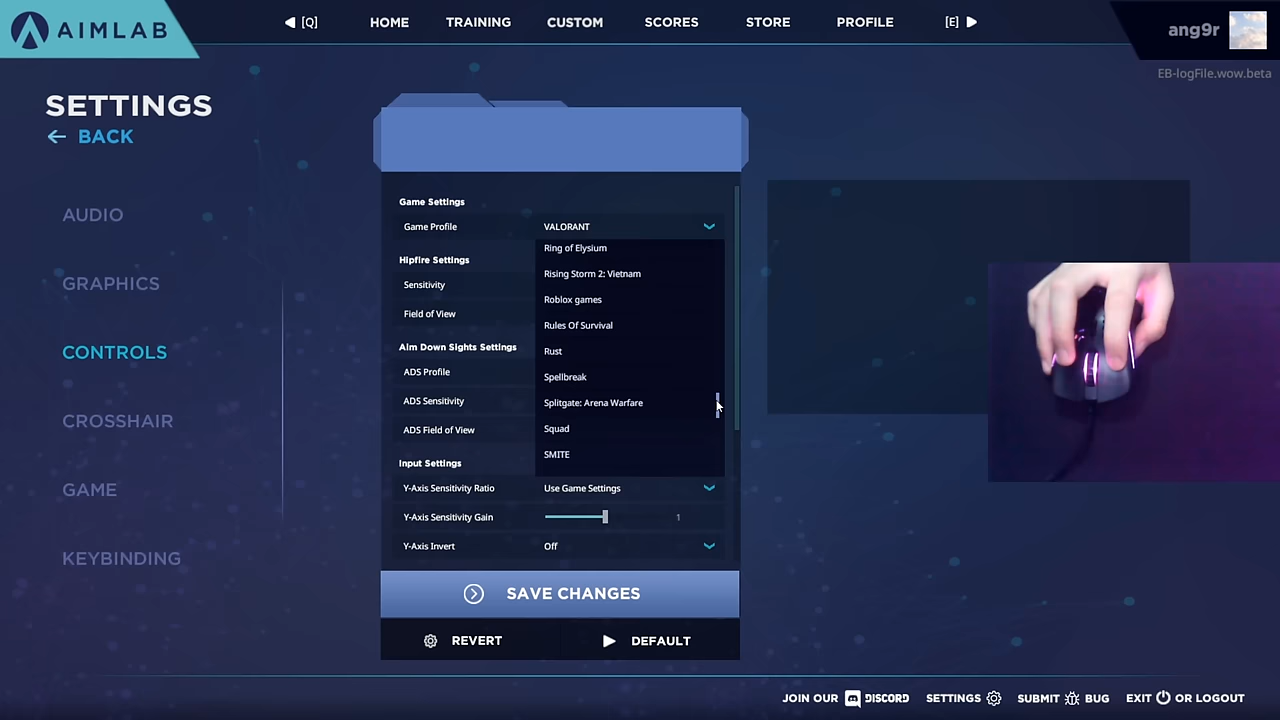 AIMLAB
[Q]
HOME
TRAINING
CUSTOM
SCORES
STORE
PROFILE
[E]
ang9r
EB-logFile.wow.beta
SETTINGS
BACK
AUDIO
GRAPHICS
CONTROLS
CROSSHAIR
GAME
KEYBINDING
Game Settings
Game Profile VALORANT
Hipfire Settings
Sensitivity
Field of View
Aim Down Sights Settings
ADS Profile
ADS Sensitivity
ADS Field of View
Input Settings
Ring of Elysium
Rising Storm 2: Vietnam
Roblox games
Rules Of Survival
Rust
Spellbreak
Splitgate: Arena Warfare
Squad
SMITE
Y-Axis Sensitivity Ratio Use Game Settings
Y-Axis Sensitivity Gain 1
Y-Axis Invert Off
SAVE CHANGES
REVERT
DEFAULT
JOIN OUR DISCORD
SETTINGS
SUBMIT BUG
EXIT OR LOGOUT